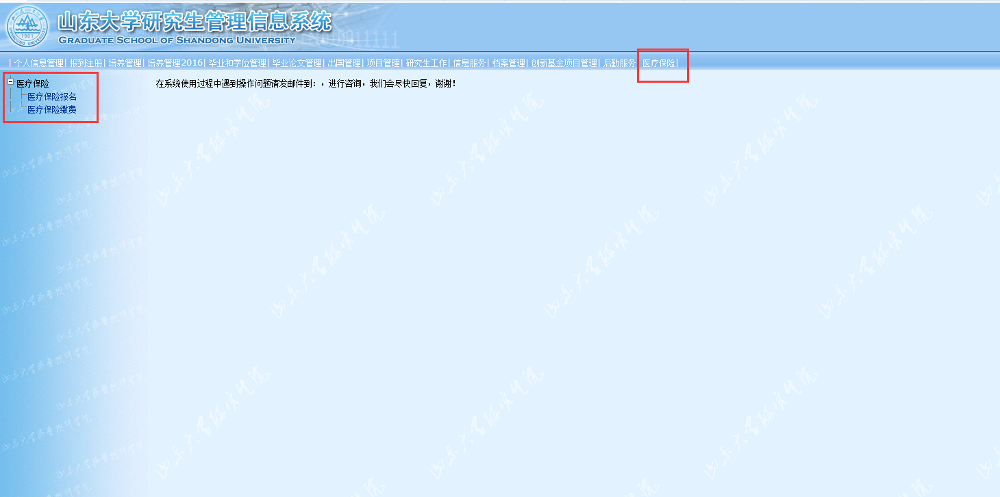 山东大学研究生管理信息系统
GRADUATE SCHOOL OF SHANDONG UNIVERSITY
| 个人信息管理| 报到注册| 培养管理| 培养管理2016| 毕业和学位管理| 毕业论文管理| 出国管理| 项目管理| 研究生工作| 信息服务| 档案管理| 创新基金项目管理| 后勤服务 医疗保险|
医疗保险
医疗保险报名
医疗保险缴费
在系统使用过程中遇到操作问题请发邮件到：，进行咨询，我们会尽快回复，谢谢！